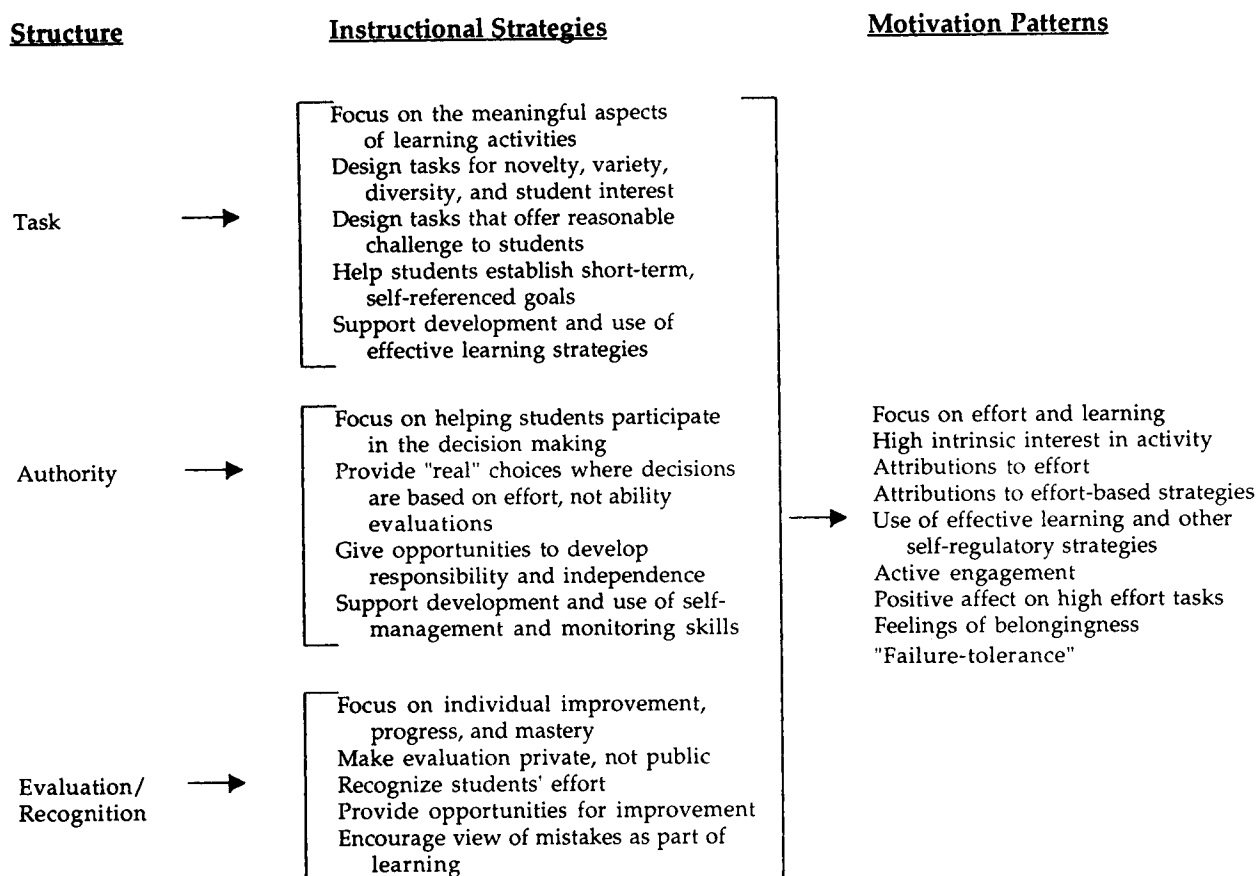 Structure
Instructional Strategies
Motivation Patterns
Task
Focus on the meaningful aspects
of learning activities
Design tasks for novelty, variety,
diversity, and student interest
Design tasks that offer reasonable
challenge to students
Help students establish short-term,
self-referenced goals
Support development and use of
effective learning strategies
Authority
Focus on helping students participate
in the decision making
Provide "real" choices where decisions
are based on effort, not ability
evaluations
Give opportunities to develop
responsibility and independence
Support development and use of self-
management and monitoring skills
Evaluation/
Recognition
Focus on individual improvement,
progress, and mastery
Make evaluation private, not public
Recognize students' effort
Provide opportunities for improvement
Encourage view of mistakes as part of
learning
Focus on effort and learning
High intrinsic interest in activity
Attributions to effort
Attributions to effort-based strategies
Use of effective learning and other
self-regulatory strategies
Active engagement
Positive affect on high effort tasks
Feelings of belongingness
"Failure-tolerance"